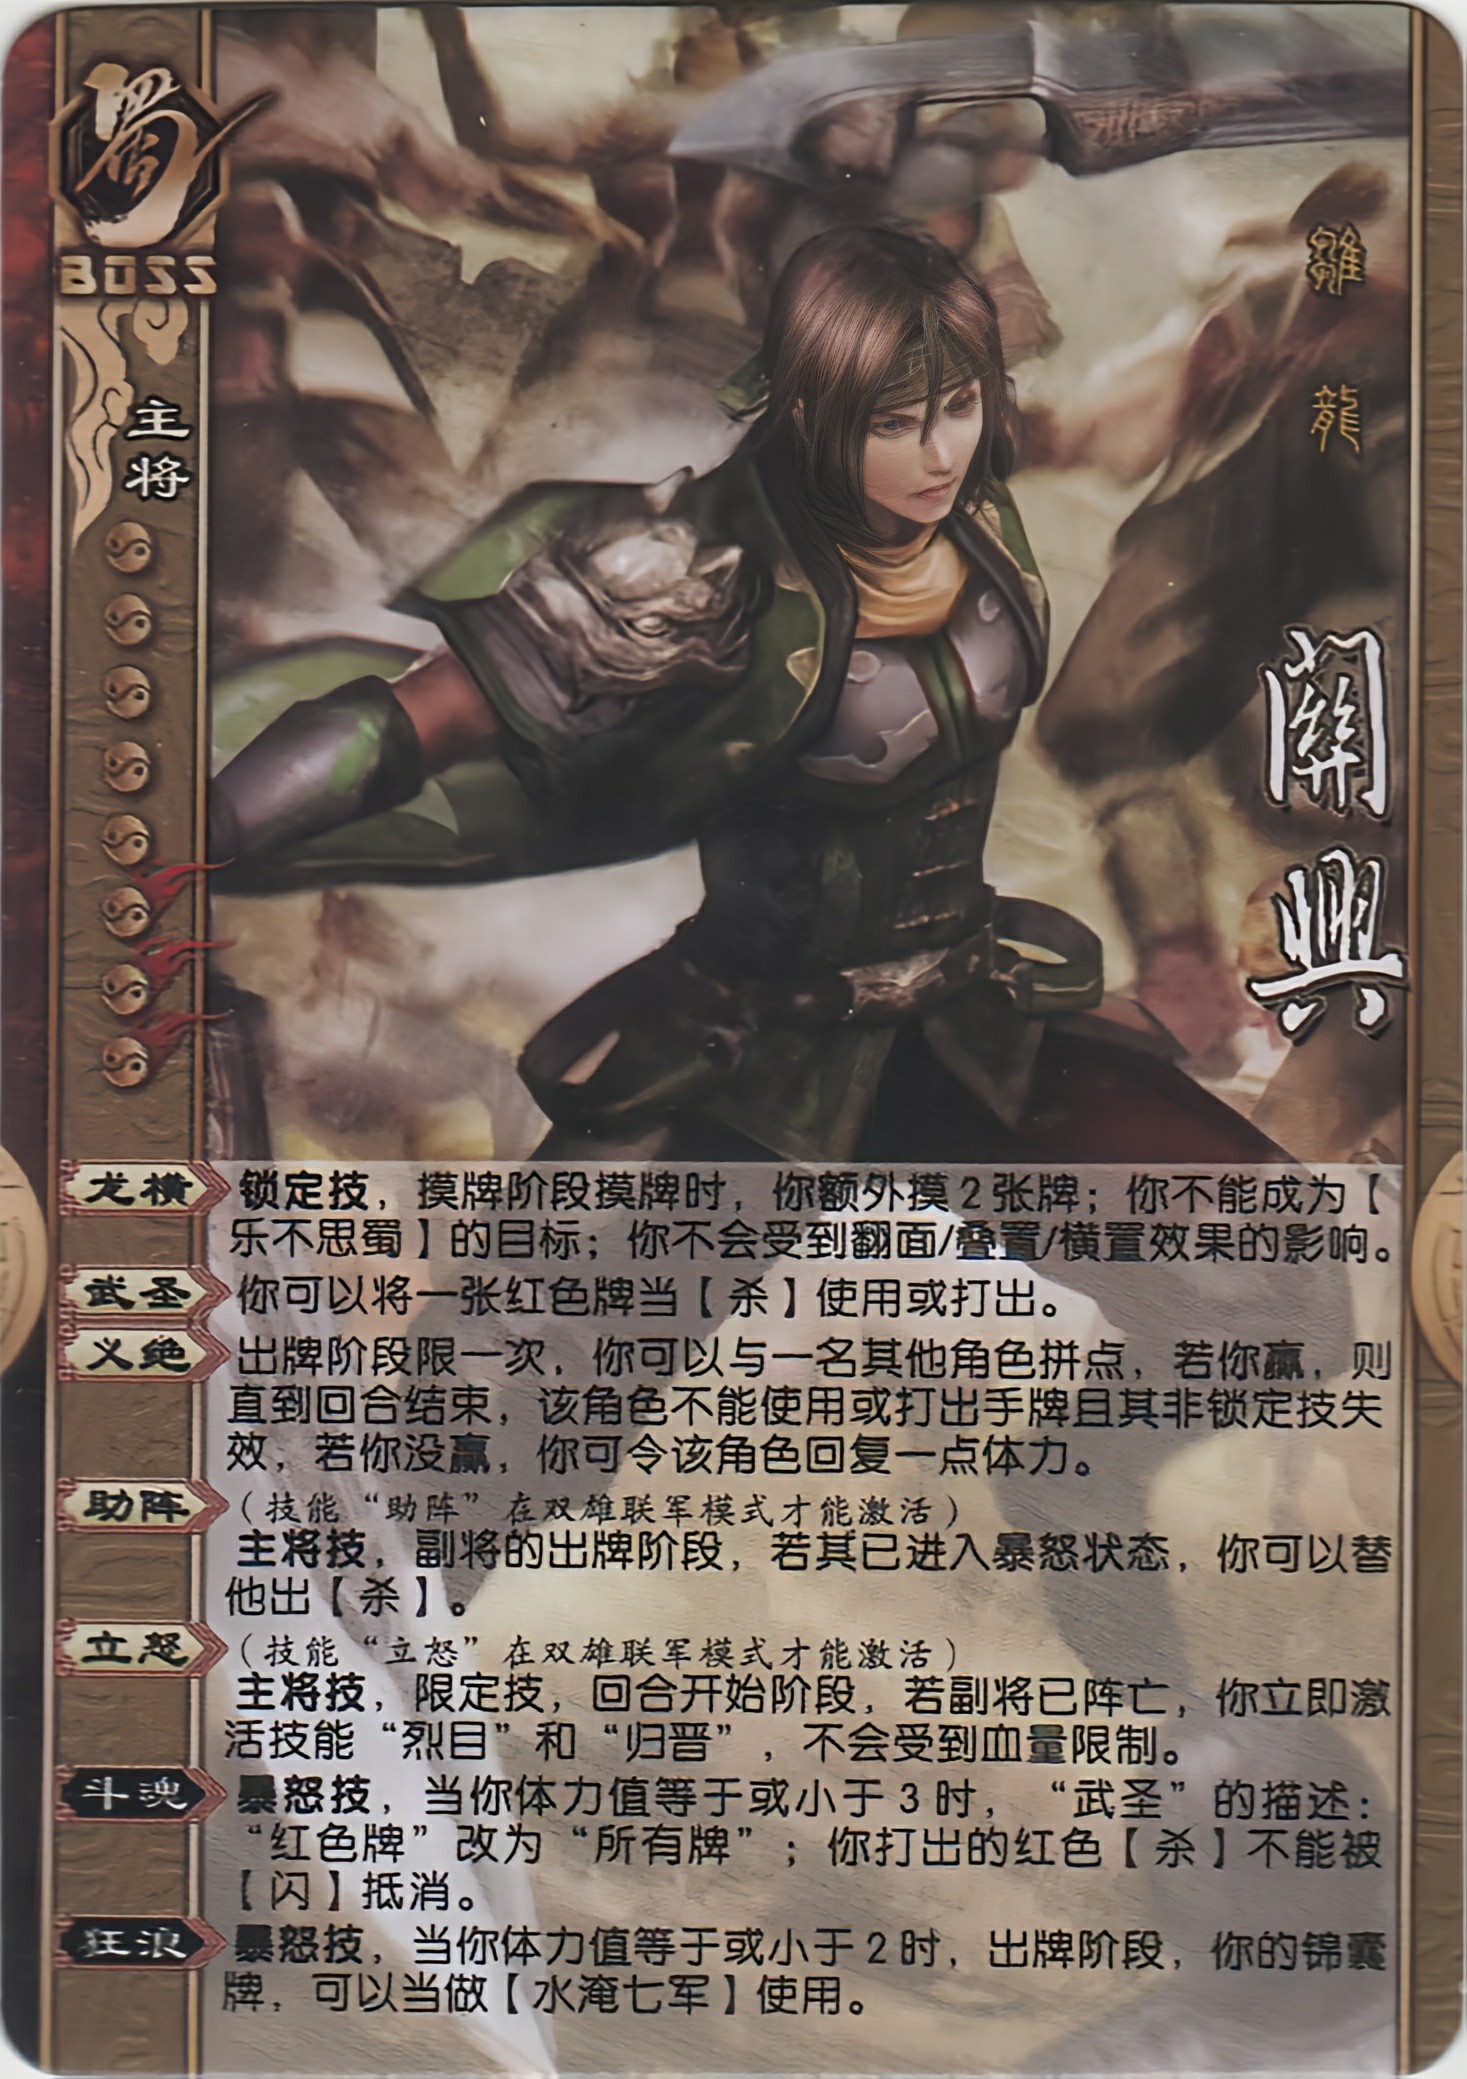 蜀
BOSS
主将
雛龍
關興
龙横
锁定技，摸牌阶段摸牌时，你额外摸2张牌；你不能成为【
乐不思蜀】的目标；你不会受到翻面/叠置/横置效果的影响。
武圣
你可以将一张红色牌当【杀】使用或打出。
义绝
出牌阶段限一次，你可以与一名其他角色拼点，若你赢，则
直到回合结束，该角色不能使用或打出手牌且其非锁定技失
效，若你没赢，你可令该角色回复一点体力。
助阵
（技能“助阵”在双雄联军模式才能激活）
主将技，副将的出牌阶段，若其已进入暴怒状态，你可以替
他出【杀】。
立怒
（技能“立怒”在双雄联军模式才能激活）
主将技，限定技，回合开始阶段，若副将已阵亡，你立即激
活技能“烈目”和“归晋”，不会受到血量限制。
斗魂
暴怒技，当你体力值等于或小于3时，“武圣”的描述：
“红色牌”改为“所有牌”；你打出的红色【杀】不能被
【闪】抵消。
狂浪
暴怒技，当你体力值等于或小于2时，出牌阶段，你的锦囊
牌，可以当做【水淹七军】使用。